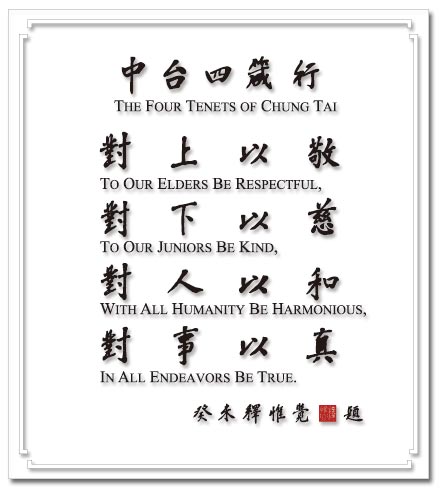 中台四箴行
THE FOUR TENETS OF CHUNG TAI
對上以敬
TO OUR ELDERS BE RESPECTFUL,
對下以慈
TO OUR JUNIORS BE KIND,
對人以和
WITH ALL HUMANITY BE HARMONIOUS,
對事以真
IN ALL ENDEAVORS BE TRUE.
癸未釋惟覺題